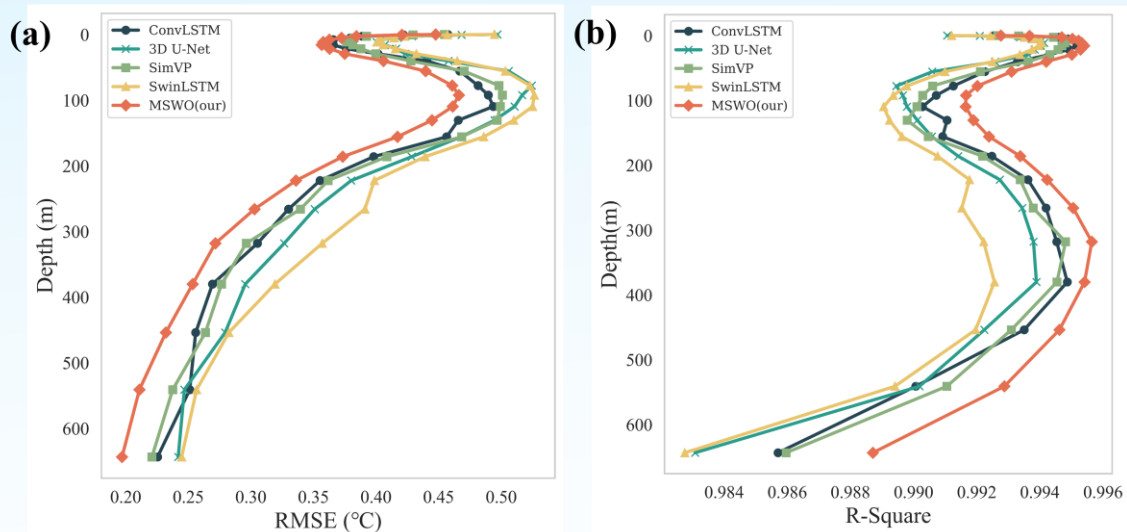 (a)
ConvLSTM
3D U-Net
SimVP
SwinLSTM
MSWO(our)
Depth (m)
0
100
200
300
400
500
600
0.20 0.25 0.30 0.35 0.40 0.45 0.50
RMSE (°C)
(b)
ConvLSTM
3D U-Net
SimVP
SwinLSTM
MSWO(our)
Depth(m)
0
100
200
300
400
500
600
0.984 0.986 0.988 0.990 0.992 0.994 0.996
R-Square